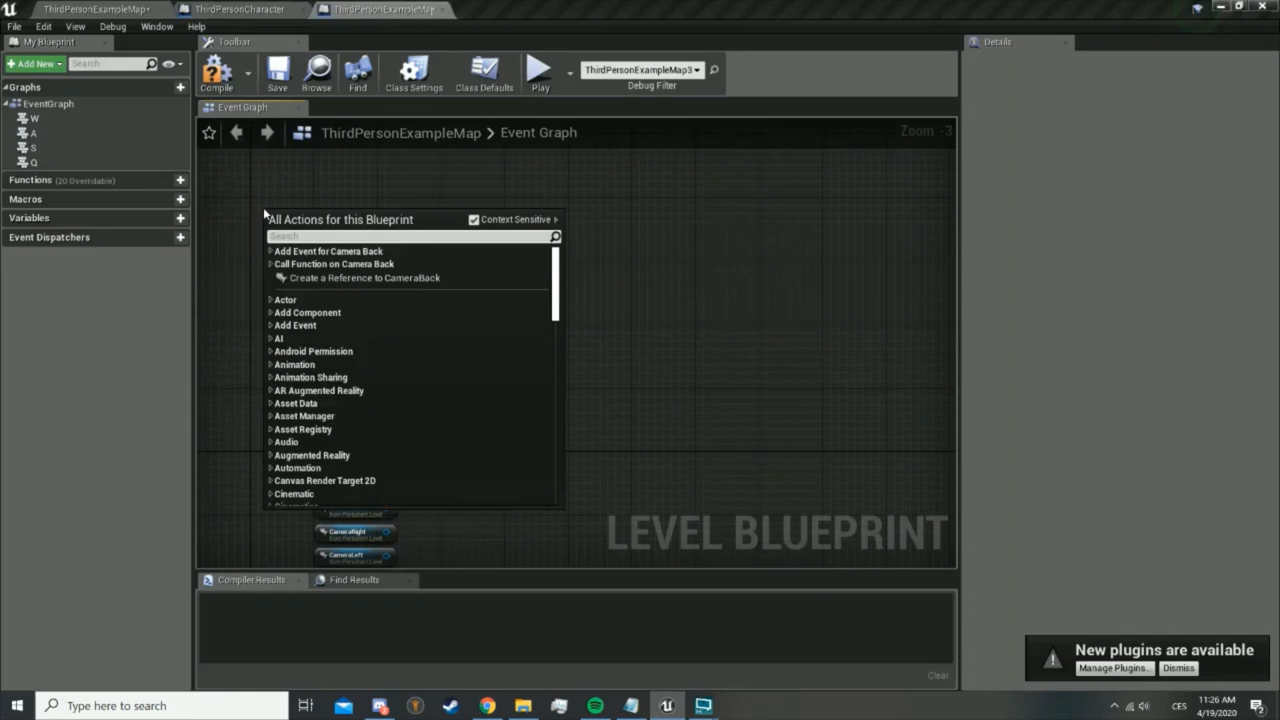 ThirdPersonExampleMap*
ThirdPersonCharacter
ThirdPersonExampleMap
File Edit View Debug Window Help
My Blueprint
Toolbar
Details
Add New
Search
Compile
Save
Browse
Find
Class Settings
Class Defaults
Play
ThirdPersonExampleMap3
Debug Filter
Graphs
EventGraph
W
A
S
Q
Functions (20 Overridable)
Macros
Variables
Event Dispatchers
Event Graph
ThirdPersonExampleMap > Event Graph
Zoom -3
All Actions for this Blueprint
Context Sensitive
Search
Add Event for Camera Back
Call Function on Camera Back
Create a Reference to CameraBack
Actor
Add Component
Add Event
AI
Android Permission
Animation
Animation Sharing
AR Augmented Reality
Asset Data
Asset Manager
Asset Registry
Audio
Augmented Reality
Automation
Canvas Render Target 2D
Cinematic
from Persistent Level
CameraRight
from Persistent Level
CameraLeft
from Persistent Level
LEVEL BLUEPRINT
Compiler Results
Find Results
Clear
New plugins are available
Manage Plugins...
Dismiss
Type here to search
CES
11:26 AM
4/19/2020